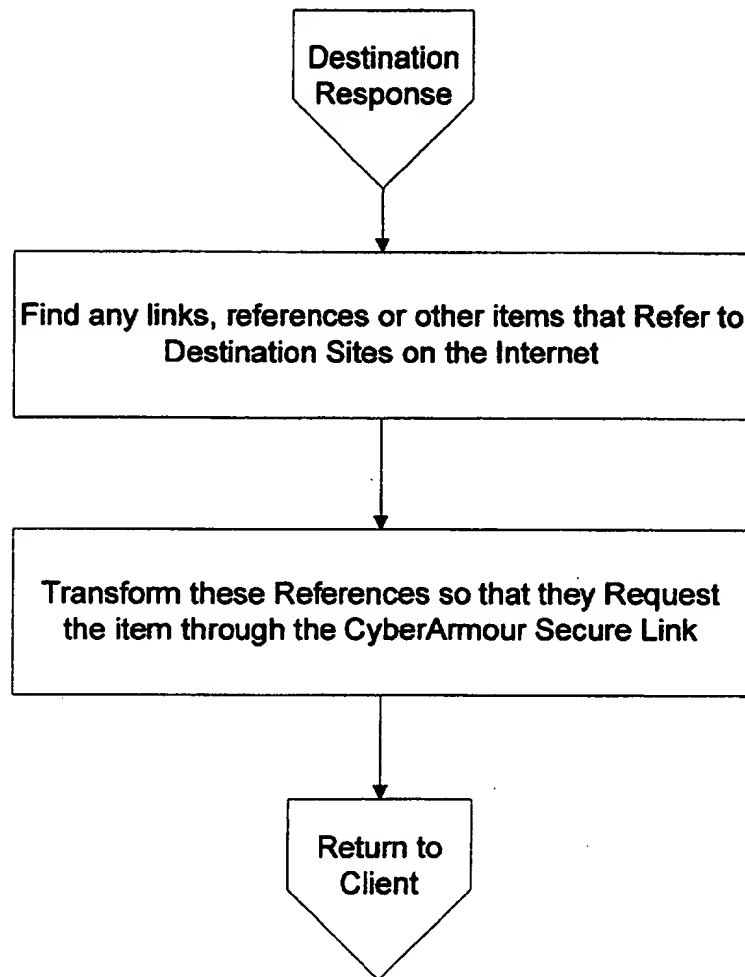 Destination
Response
Find any links, references or other items that Refer to
Destination Sites on the Internet
Transform these References so that they Request
the item through the CyberArmour Secure Link
Return to
Client